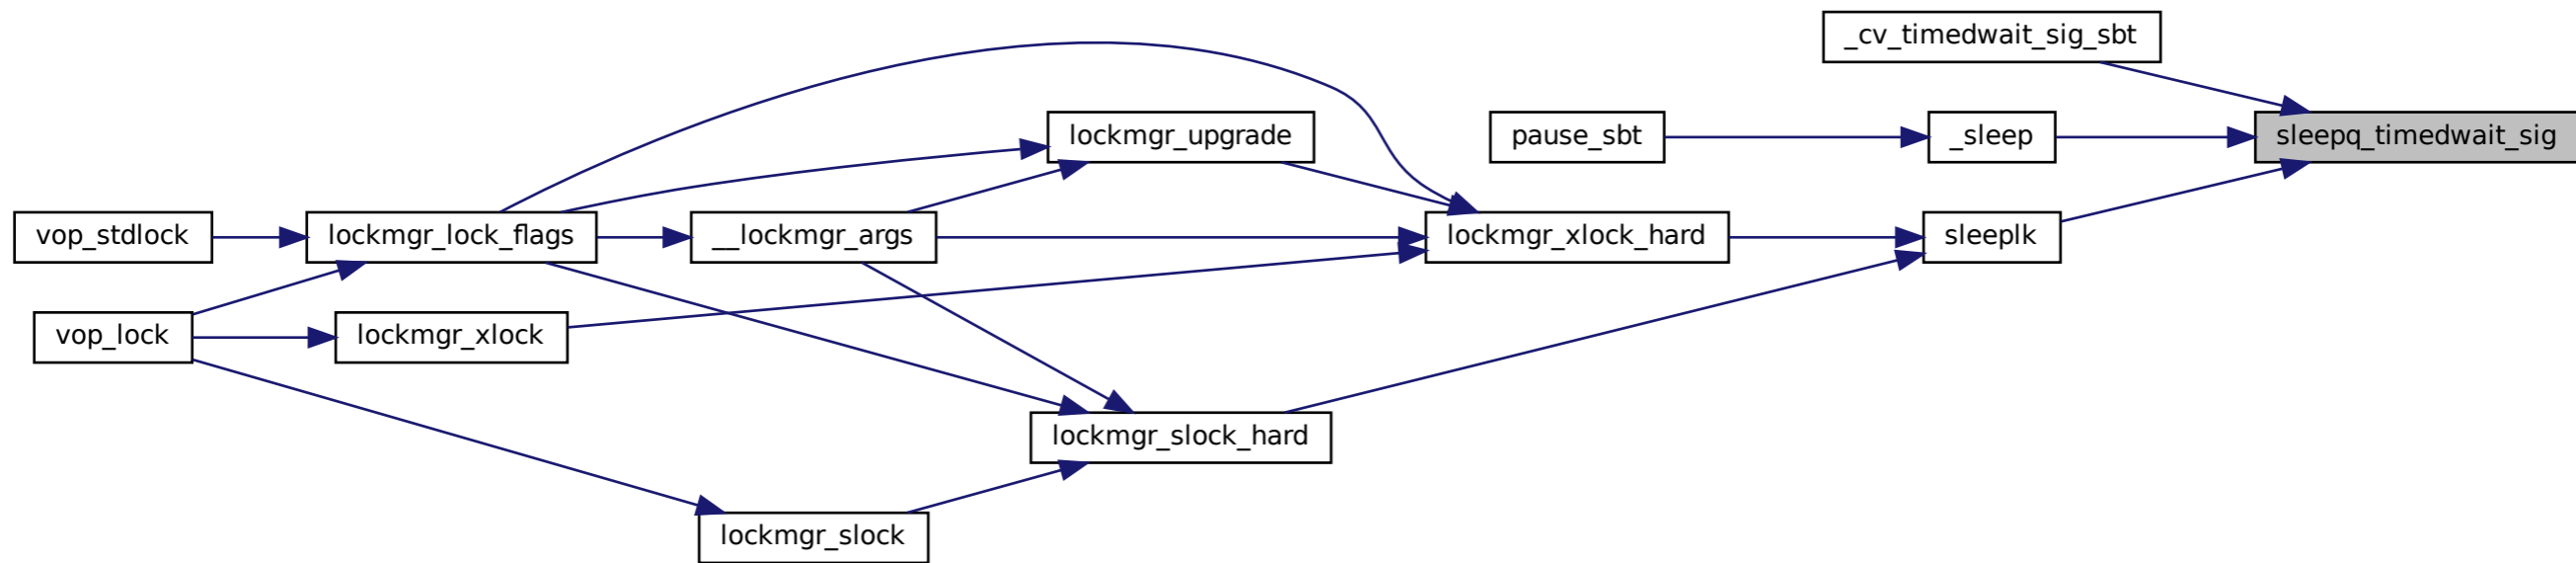 _cv_timedwait_sig_sbt
lockmgr_upgrade
pause_sbt
_sleep
sleepq_timedwait_sig
vop_stdlock
lockmgr_lock_flags
__lockmgr_args
lockmgr_xlock_hard
sleeplk
vop_lock
lockmgr_xlock
lockmgr_slock_hard
lockmgr_slock